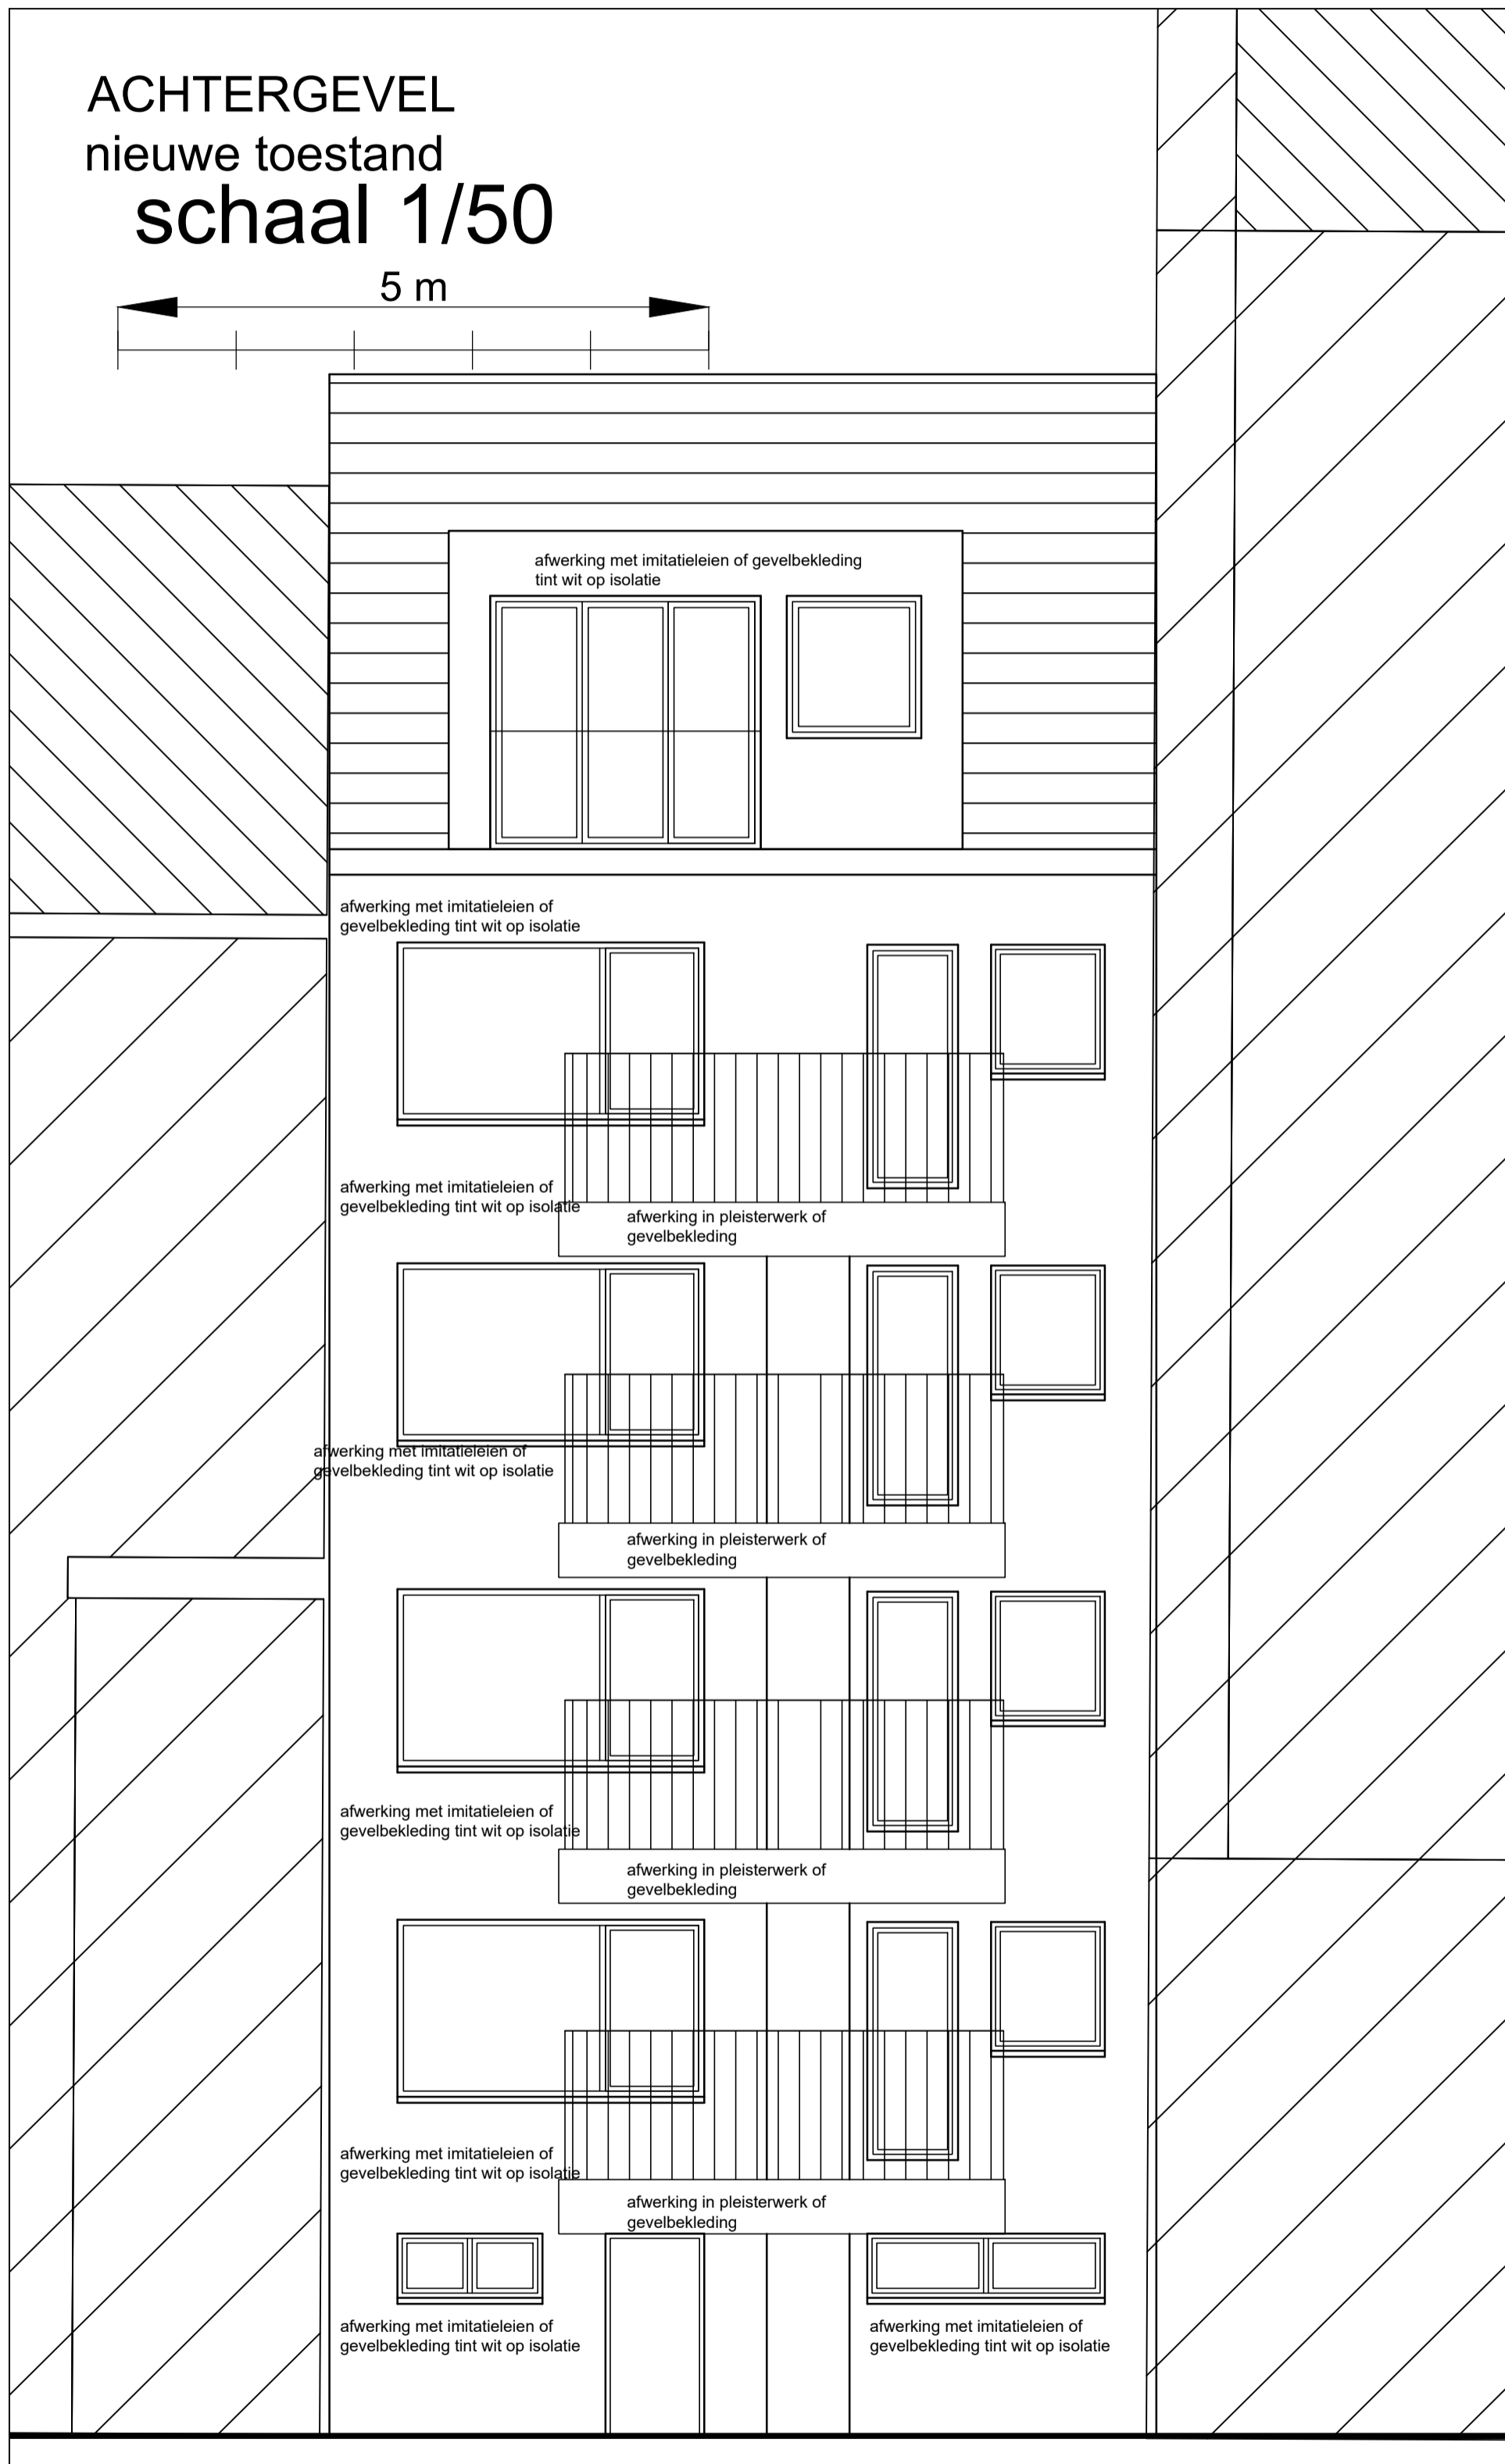 ACHTERGEVEL
nieuwe toestand
schaal 1/50
5 m
afwerking met imitatieleien of gevelbekleding
tint wit op isolatie
afwerking met imitatieleien of
gevelbekleding tint wit op isolatie
afwerking met imitatieleien of
gevelbekleding tint wit op isolatie
afwerking in pleisterwerk of
gevelbekleding
afwerking met imitatieleien of
gevelbekleding tint wit op isolatie
afwerking in pleisterwerk of
gevelbekleding
afwerking met imitatieleien of
gevelbekleding tint wit op isolatie
afwerking in pleisterwerk of
gevelbekleding
afwerking met imitatieleien of
gevelbekleding tint wit op isolatie
afwerking in pleisterwerk of
gevelbekleding
afwerking met imitatieleien of
gevelbekleding tint wit op isolatie
afwerking met imitatieleien of
gevelbekleding tint wit op isolatie